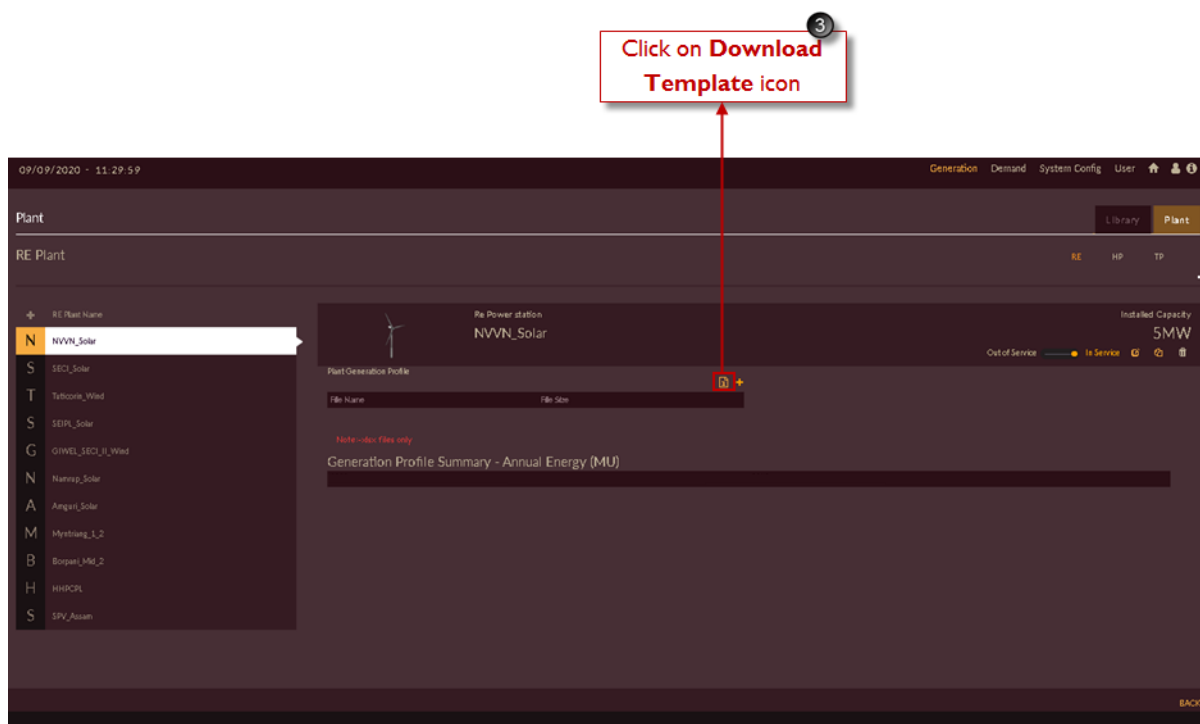 3
Click on Download
Template icon
09/09/2020 - 11:29:59
Generation Demand System Config User
Plant
Library Plant
RE Plant
RE HP TP
RE Plant Name
N NVVN_Solar
S SECI_Solar
T Taticorin_Wind
S SEIPL_Solar
G GIWEL_SECI_II_Wind
N Namrup_Solar
A Amguri_Solar
M Myntriang_1_2
B Borpani_Mid_2
H HHPCPL
S SPV_Assam
Re Power station
NVVN_Solar
Installed Capacity
5MW
Out of Service In Service
Plant Generation Profile
File Name File Size
Note :-xlsx files only
Generation Profile Summary - Annual Energy (MU)
BACK